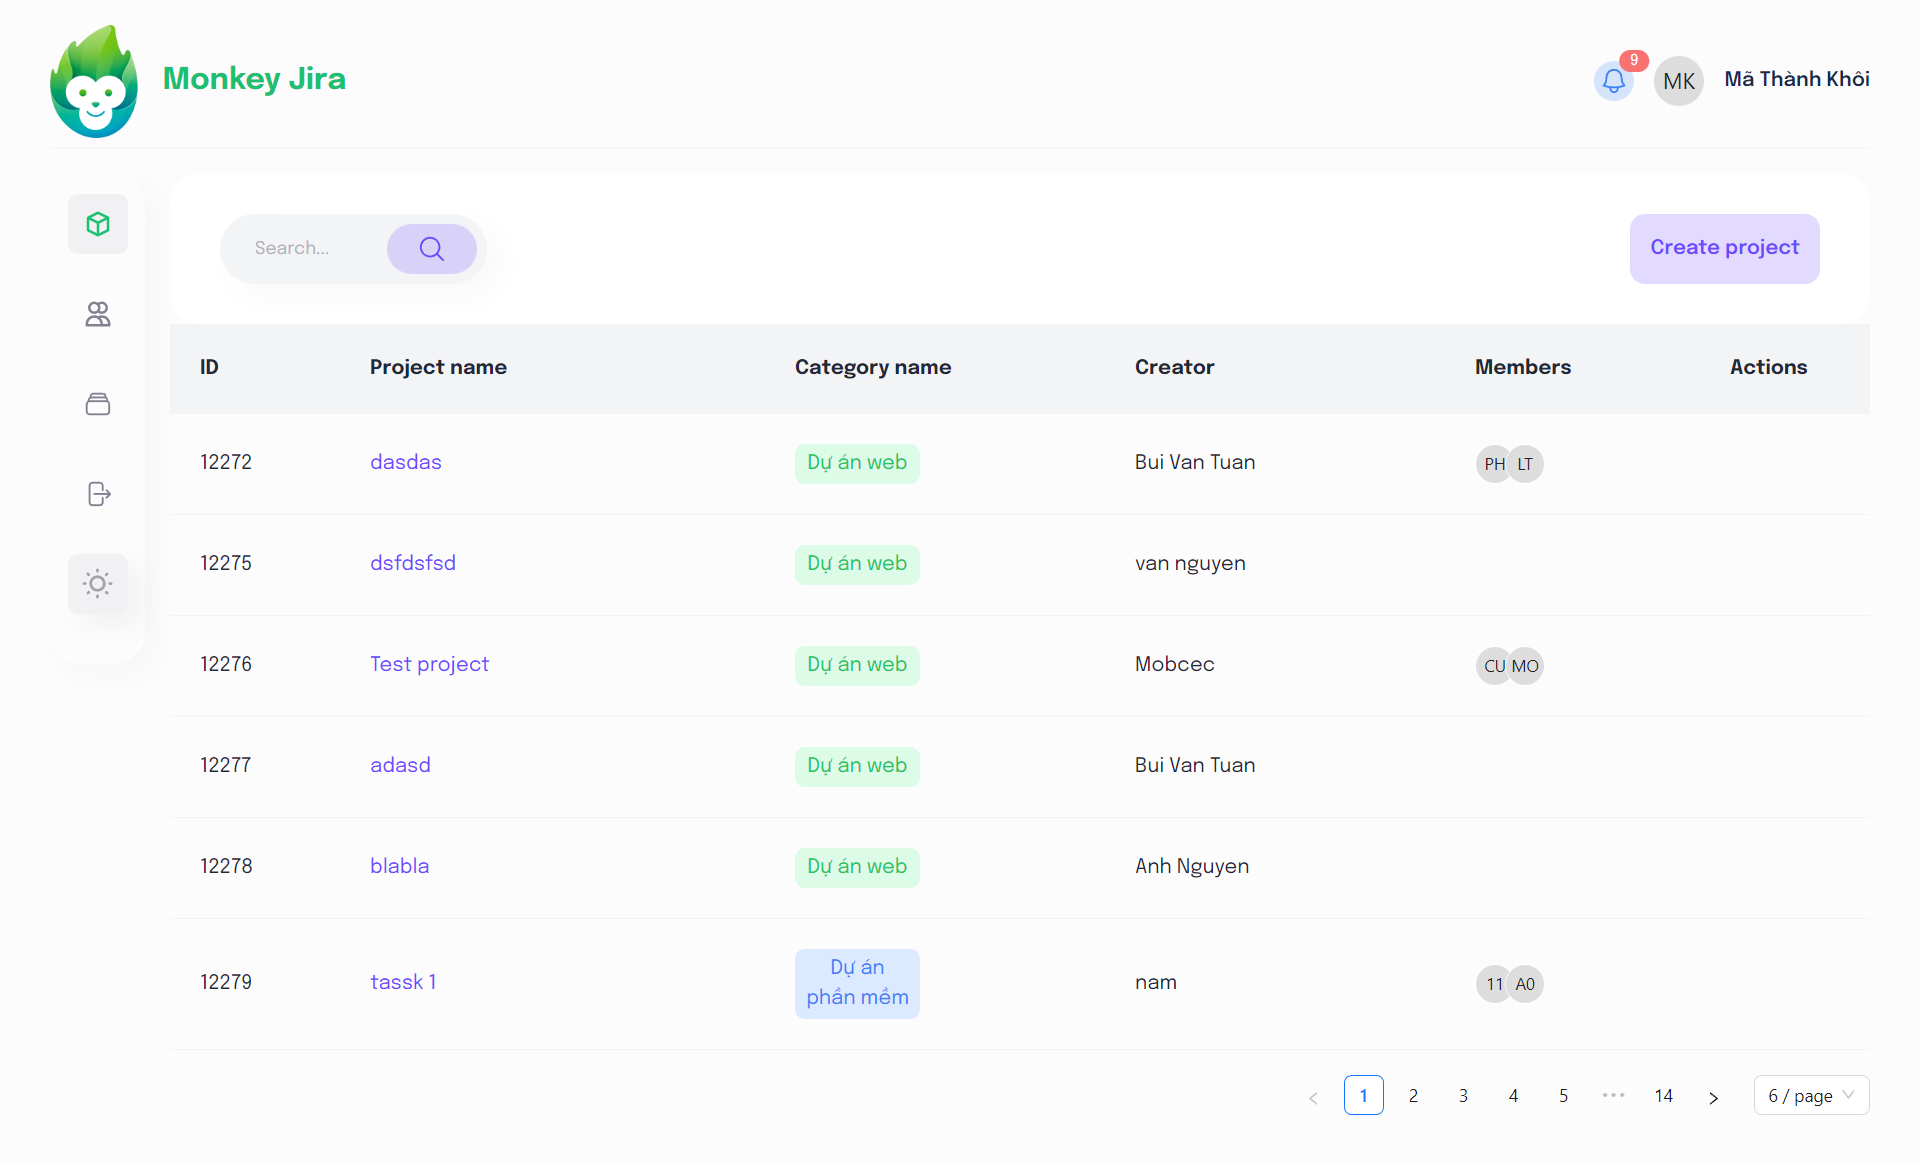 Monkey Jira
9
MK
Mã Thành Khôi
Search...
Create project
ID Project name Category name Creator Members Actions
12272 dasdas Dự án web Bui Van Tuan PH LT
12275 dsfdsfsd Dự án web van nguyen
12276 Test project Dự án web Mobcec CU MO
12277 adasd Dự án web Bui Van Tuan
12278 blabla Dự án web Anh Nguyen
12279 tassk 1 Dự án phần mềm nam 11 A0
< 1 2 3 4 5 ••• 14 > 6 / page